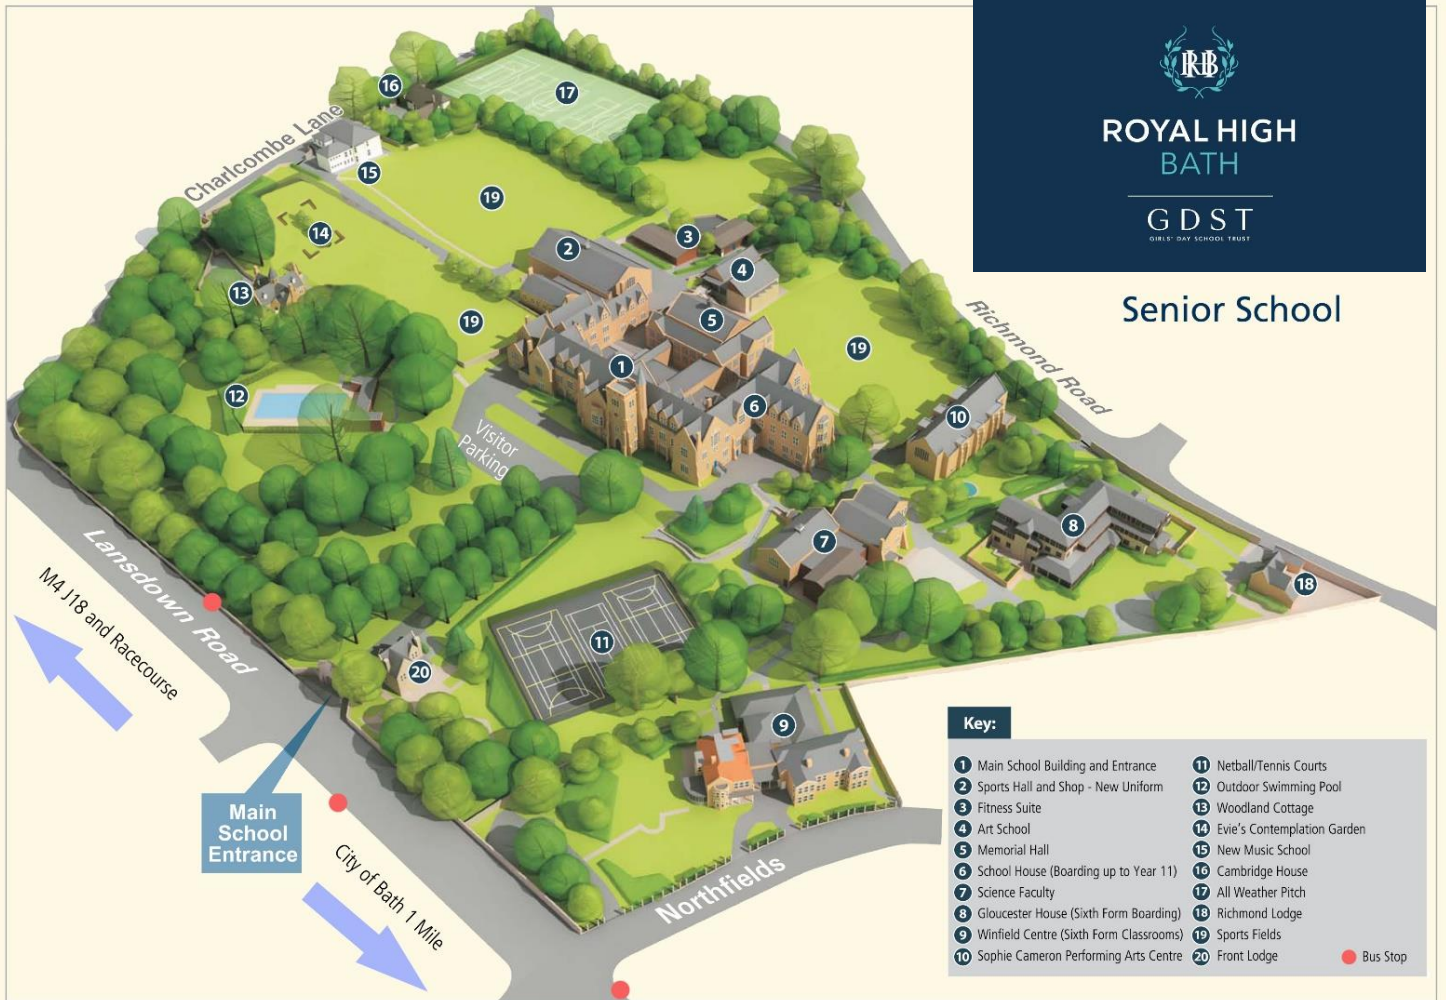 RHB
ROYAL HIGH
BATH
GDST
GIRLS' DAY SCHOOL TRUST
Senior School
Charlcombe Lane
Richmond Road
Lansdown Road
Northfields
Visitor
Parking
M4 J18 and Racecourse
City of Bath 1 Mile
Main
School
Entrance
16
17
15
19
14
2
3
4
13
19
5
19
1
12
6
10
8
7
18
11
20
9
Key:
1 Main School Building and Entrance
2 Sports Hall and Shop - New Uniform
3 Fitness Suite
4 Art School
5 Memorial Hall
6 School House (Boarding up to Year 11)
7 Science Faculty
8 Gloucester House (Sixth Form Boarding)
9 Winfield Centre (Sixth Form Classrooms)
10 Sophie Cameron Performing Arts Centre
11 Netball/Tennis Courts
12 Outdoor Swimming Pool
13 Woodland Cottage
14 Evie's Contemplation Garden
15 New Music School
16 Cambridge House
17 All Weather Pitch
18 Richmond Lodge
19 Sports Fields
20 Front Lodge
Bus Stop